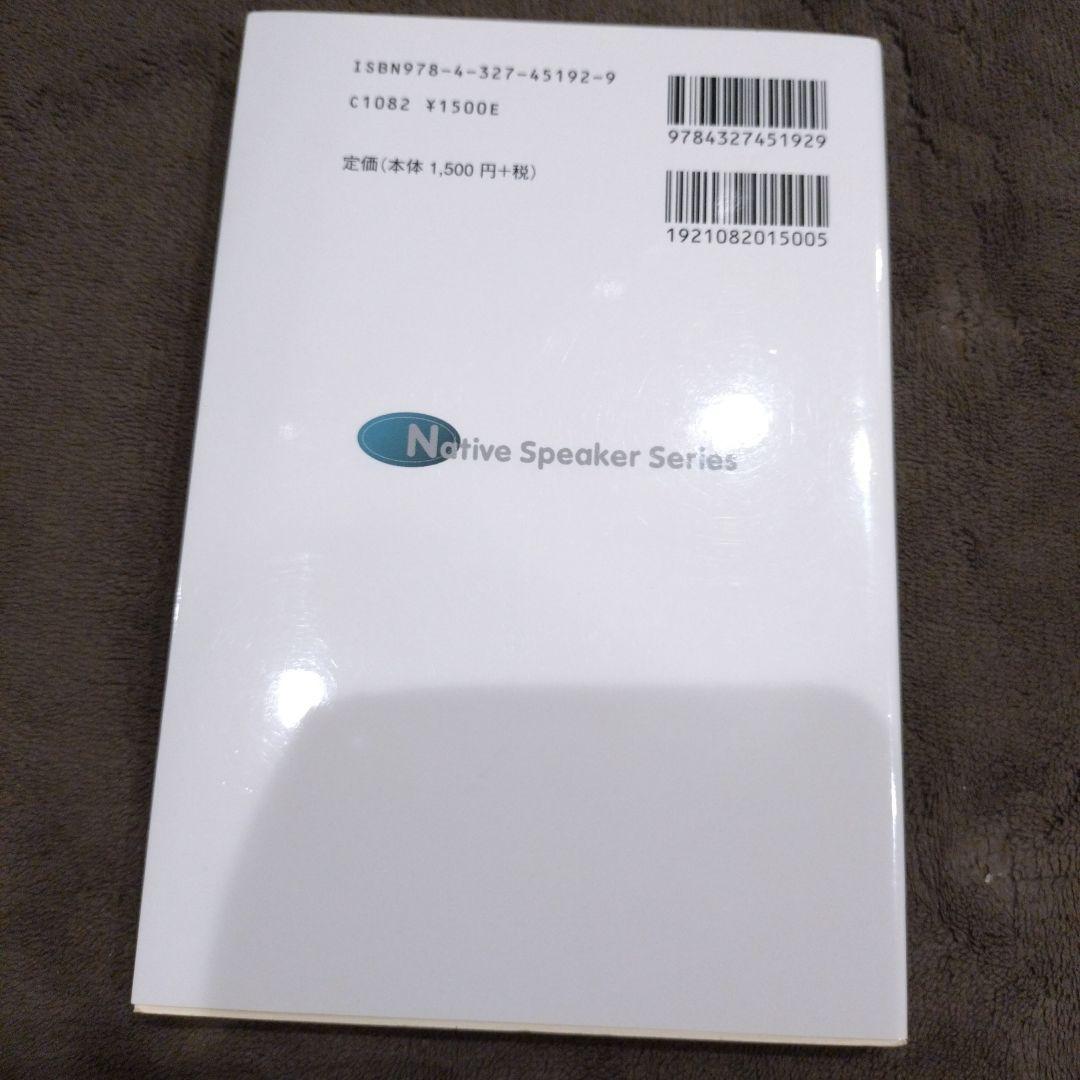 ISBN978-4-327-45192-9
C1082 ¥1500E
定価(本体 1,500 円+税)
9784327451929
1921082015005
Native Speaker Series